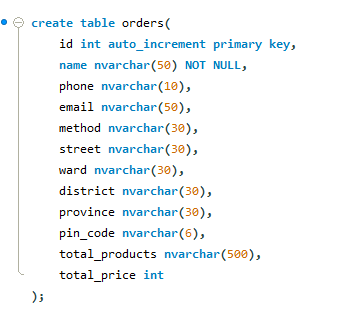 create table orders(
id int auto_increment primary key,
name nvarchar(50) NOT NULL,
phone nvarchar(10),
email nvarchar(50),
method nvarchar(30),
street nvarchar(30),
ward nvarchar(30),
district nvarchar(30),
province nvarchar(30),
pin_code nvarchar(6),
total_products nvarchar(500),
total_price int
);